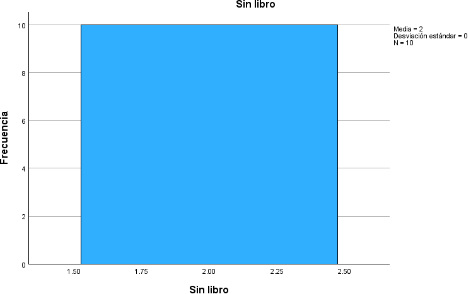 Sin libro
Media = 2
Desviación estándar = 0
N = 10
Frecuencia
10
8
6
4
2
0
1.50 1.75 2.00 2.25 2.50
Sin libro